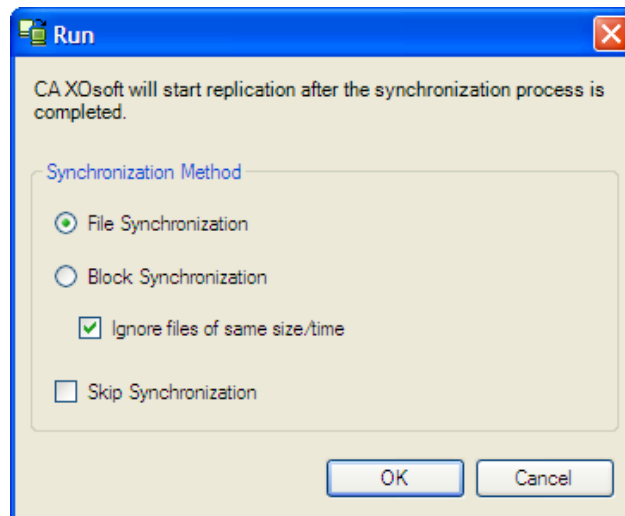 Run
CA XOsoft will start replication after the synchronization process is
completed.
Synchronization Method
File Synchronization
Block Synchronization
Ignore files of same size/time
Skip Synchronization
OK
Cancel